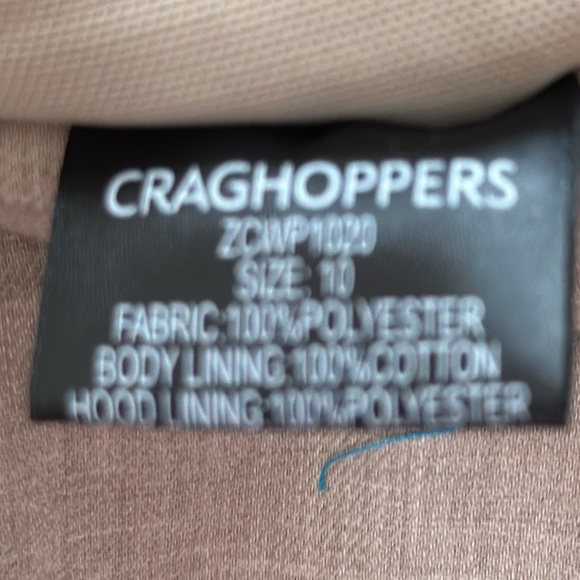 CRAGHOPPERS
ZCWP1020
SIZE: 10
FABRIC:100%POLYESTER
BODY LINING:100%COTTON
HOOD LINING:100%POLYESTER